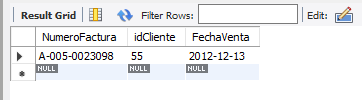 Result Grid Filter Rows: Edit:
NumeroFactura idCliente FechaVenta
A-005-0023098 55 2012-12-13
NULL NULL NULL